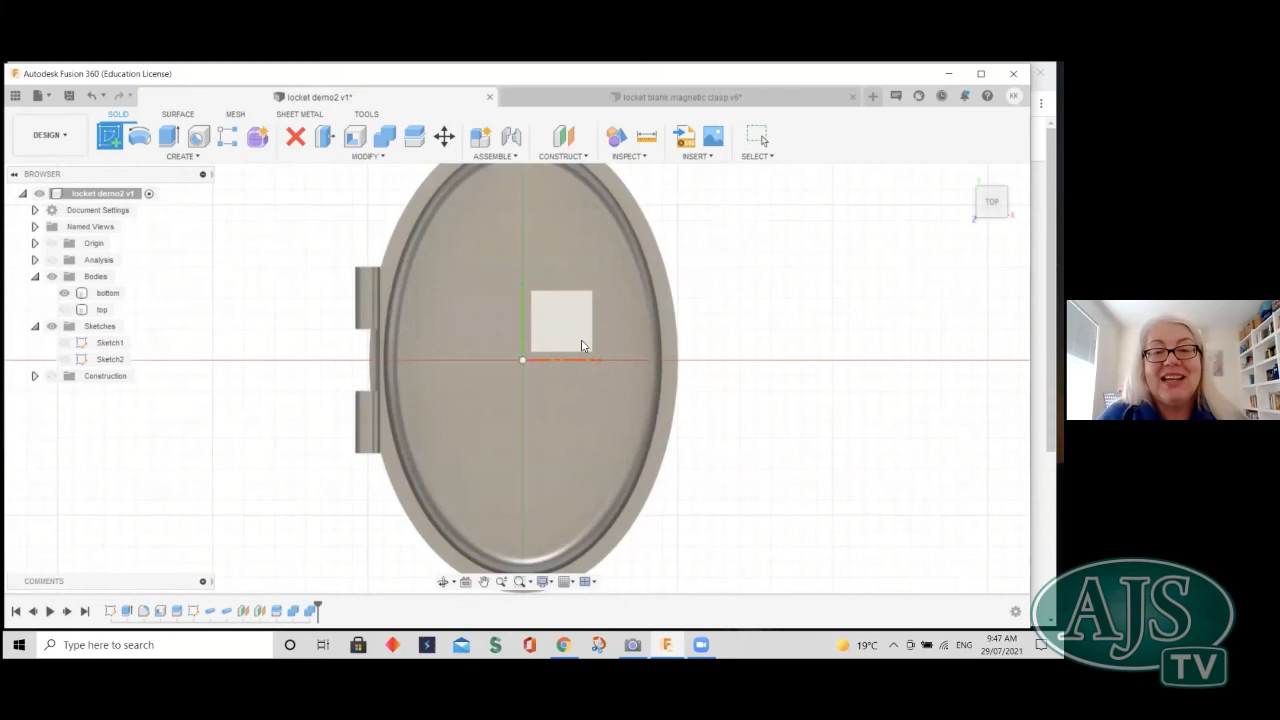 Autodesk Fusion 360 (Education License)
locket demo2 v1*
locket blank magnetic clasp v6*
KK
SOLID
SURFACE
MESH
SHEET METAL
TOOLS
DESIGN
CREATE
MODIFY
ASSEMBLE
CONSTRUCT
INSPECT
INSERT
SELECT
BROWSER
locket demo2 v1
Document Settings
Named Views
Origin
Analysis
Bodies
bottom
top
Sketches
Sketch1
Sketch2
Construction
TOP
Y
Z
X
COMMENTS
Type here to search
19°C
ENG
9:47 AM
29/07/2021
AJS
TV